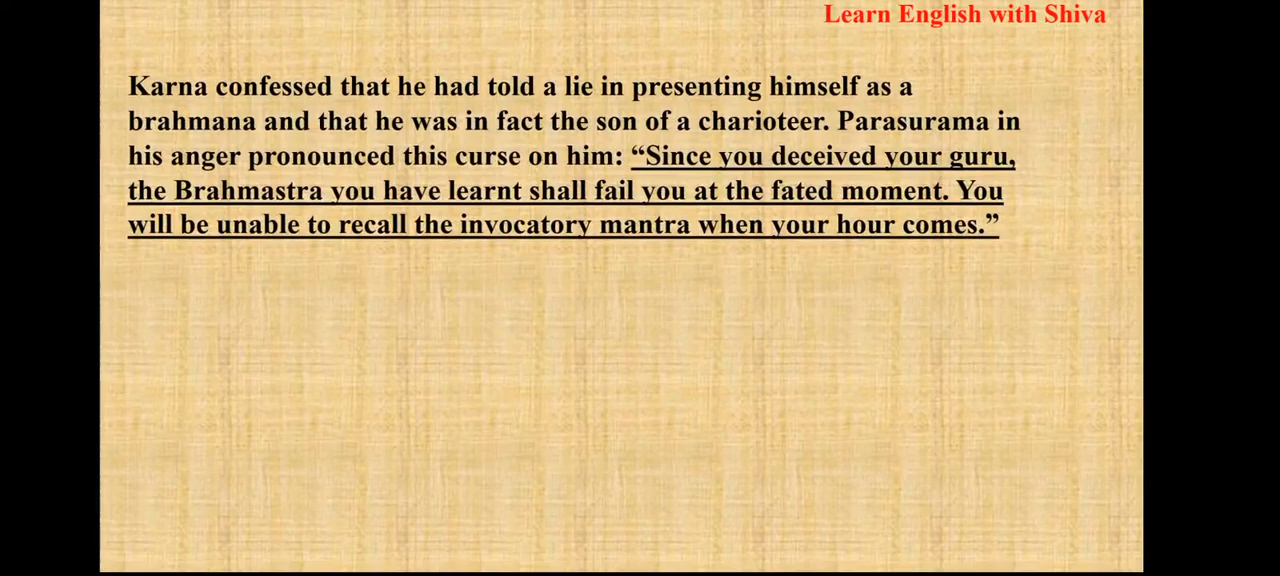 Learn English with Shiva
Karna confessed that he had told a lie in presenting himself as a
brahmana and that he was in fact the son of a charioteer. Parasurama in
his anger pronounced this curse on him: “Since you deceived your guru,
the Brahmastra you have learnt shall fail you at the fated moment. You
will be unable to recall the invocatory mantra when your hour comes.”